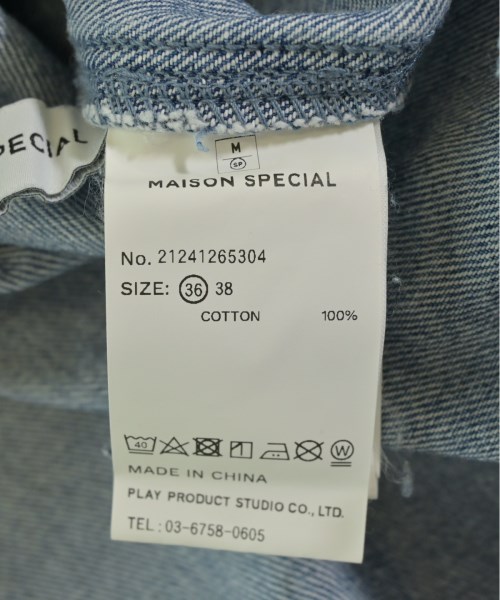 M
SP
MAISON SPECIAL
No. 21241265304
SIZE: 36 38
COTTON 100%
40 W
MADE IN CHINA
PLAY PRODUCT STUDIO CO., LTD.
TEL : 03-6758-0605